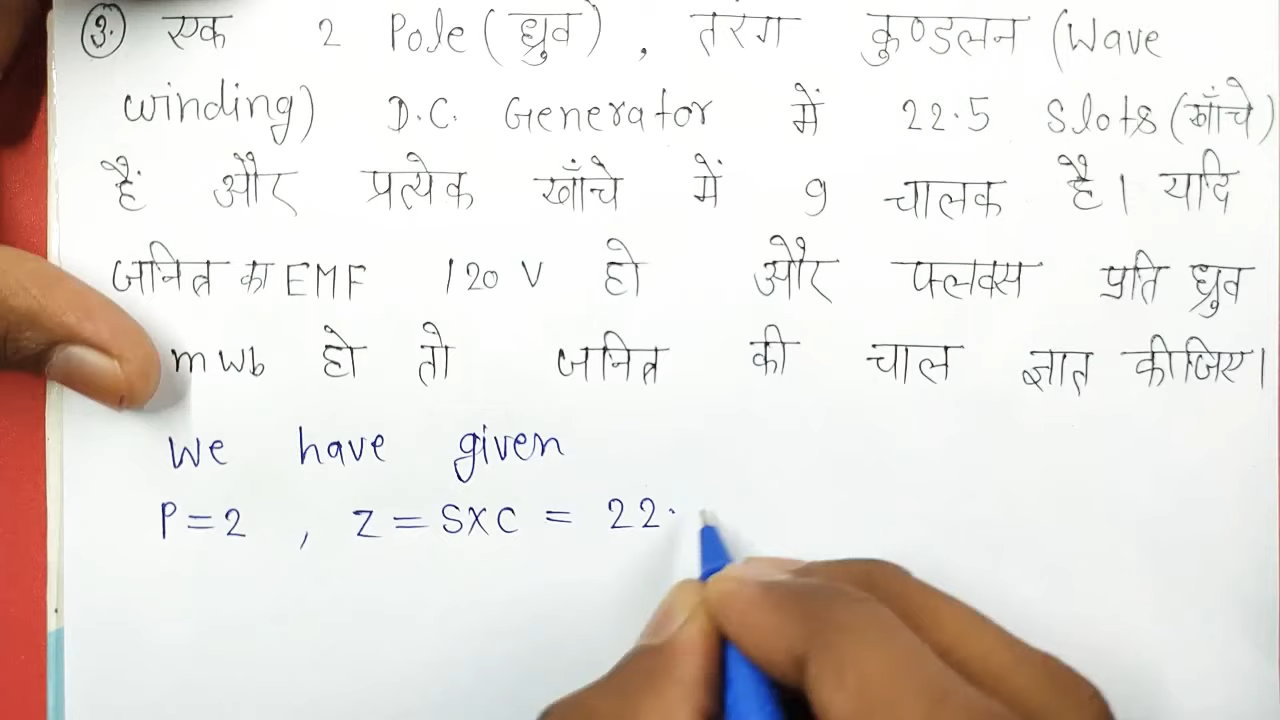 ③. एक 2 Pole (ध्रुव), तरंग कुण्डलन (Wave
winding) D.C. Generator में 22.5 Slots (खाँचे)
हैं और प्रत्येक खाँचे में 9 चालक है। यदि
जनित्र का EMF 120 V हो और फ्लक्स प्रति ध्रुव
mwb हो तो जनित्र की चाल ज्ञात कीजिए।
We have given
P = 2 , Z = S×C = 22.